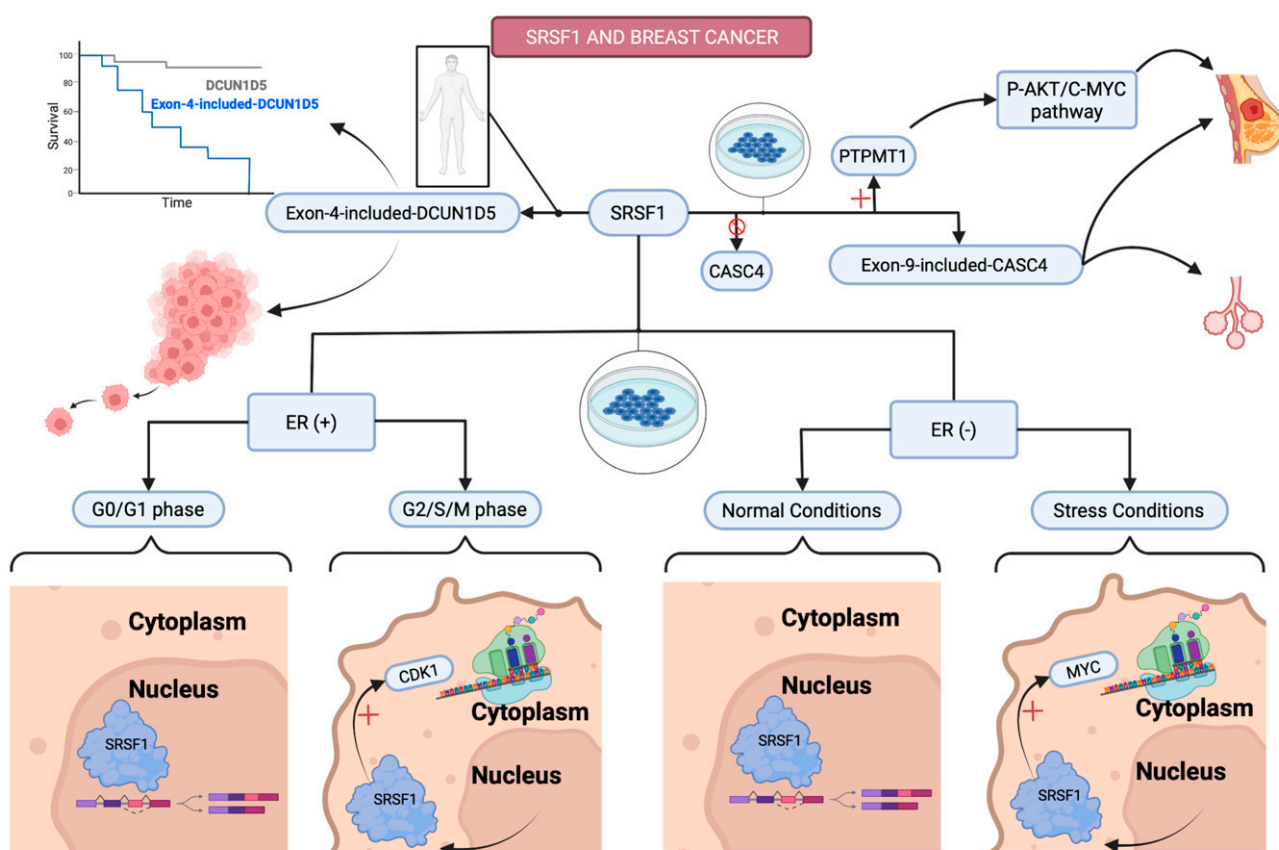 SRSF1 AND BREAST CANCER
100
80
60
40
20
0
Survival
Time
DCUN1D5
Exon-4-included-DCUN1D5
Exon-4-included-DCUN1D5
SRSF1
PTPMT1
P-AKT/C-MYC
pathway
CASC4
Exon-9-included-CASC4
ER (+)
ER (-)
G0/G1 phase
G2/S/M phase
Normal Conditions
Stress Conditions
Cytoplasm
Nucleus
SRSF1
CDK1
Cytoplasm
Nucleus
SRSF1
Cytoplasm
Nucleus
SRSF1
MYC
Cytoplasm
Nucleus
SRSF1